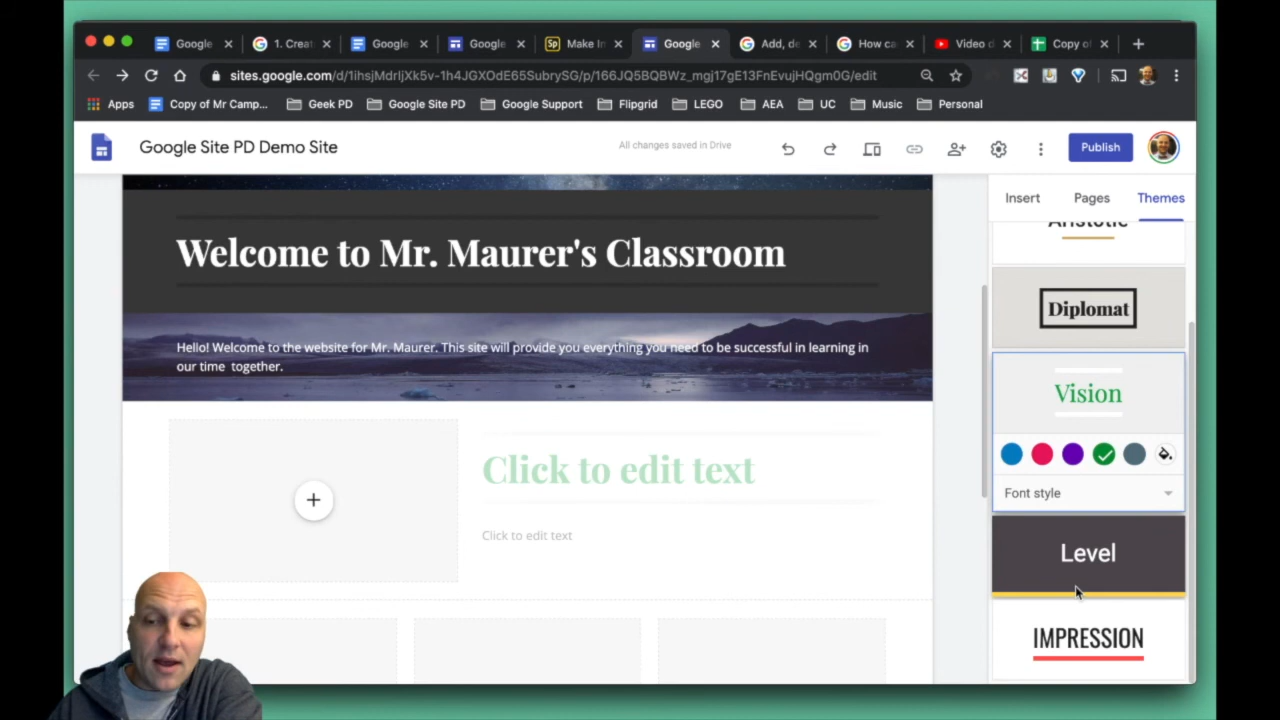 Google
1. Creat
Google
Google
Make In
Google
Add, de
How ca
Video d
Copy of
sites.google.com/d/1ihsjMdrIjXk5v-1h4JGXOdE65SubrySG/p/166JQ5BQBWz_mgj17gE13FnEvujHQgm0G/edit
Apps
Copy of Mr Camp...
Geek PD
Google Site PD
Google Support
Flipgrid
LEGO
AEA
UC
Music
Personal
Google Site PD Demo Site
All changes saved in Drive
Publish
Insert
Pages
Themes
Welcome to Mr. Maurer's Classroom
Hello! Welcome to the website for Mr. Maurer. This site will provide you everything you need to be successful in learning in
our time together.
Click to edit text
Click to edit text
Aristotle
Diplomat
Vision
Font style
Level
IMPRESSION